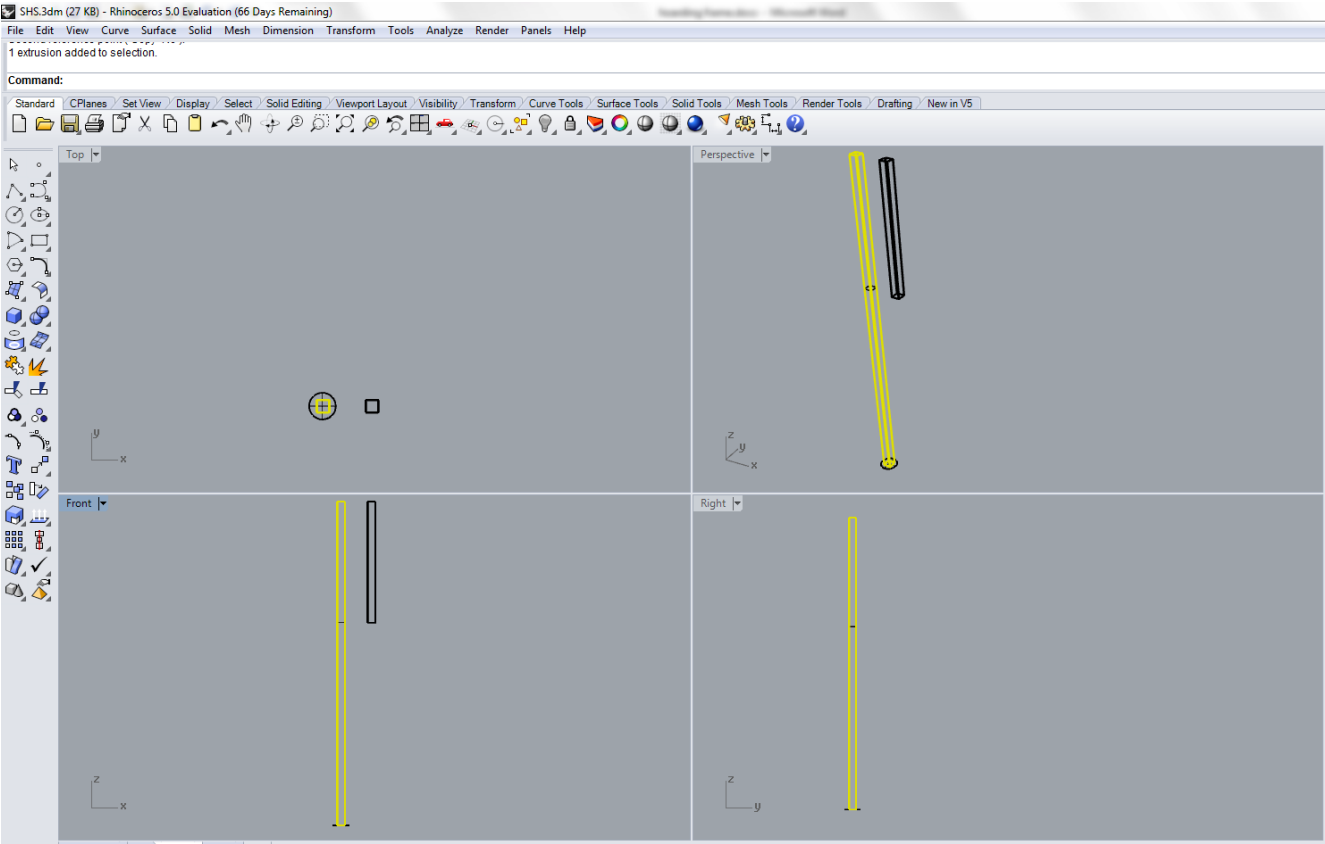 SHS.3dm (27 KB) - Rhinoceros 5.0 Evaluation (66 Days Remaining)
File Edit View Curve Surface Solid Mesh Dimension Transform Tools Analyze Render Panels Help
1 extrusion added to selection.
Command:
Standard CPlanes Set View Display Select Solid Editing Viewport Layout Visibility Transform Curve Tools Surface Tools Solid Tools Mesh Tools Render Tools Drafting New in V5
Top
Perspective
y
x
z
y
x
Front
Right
z
x
z
y